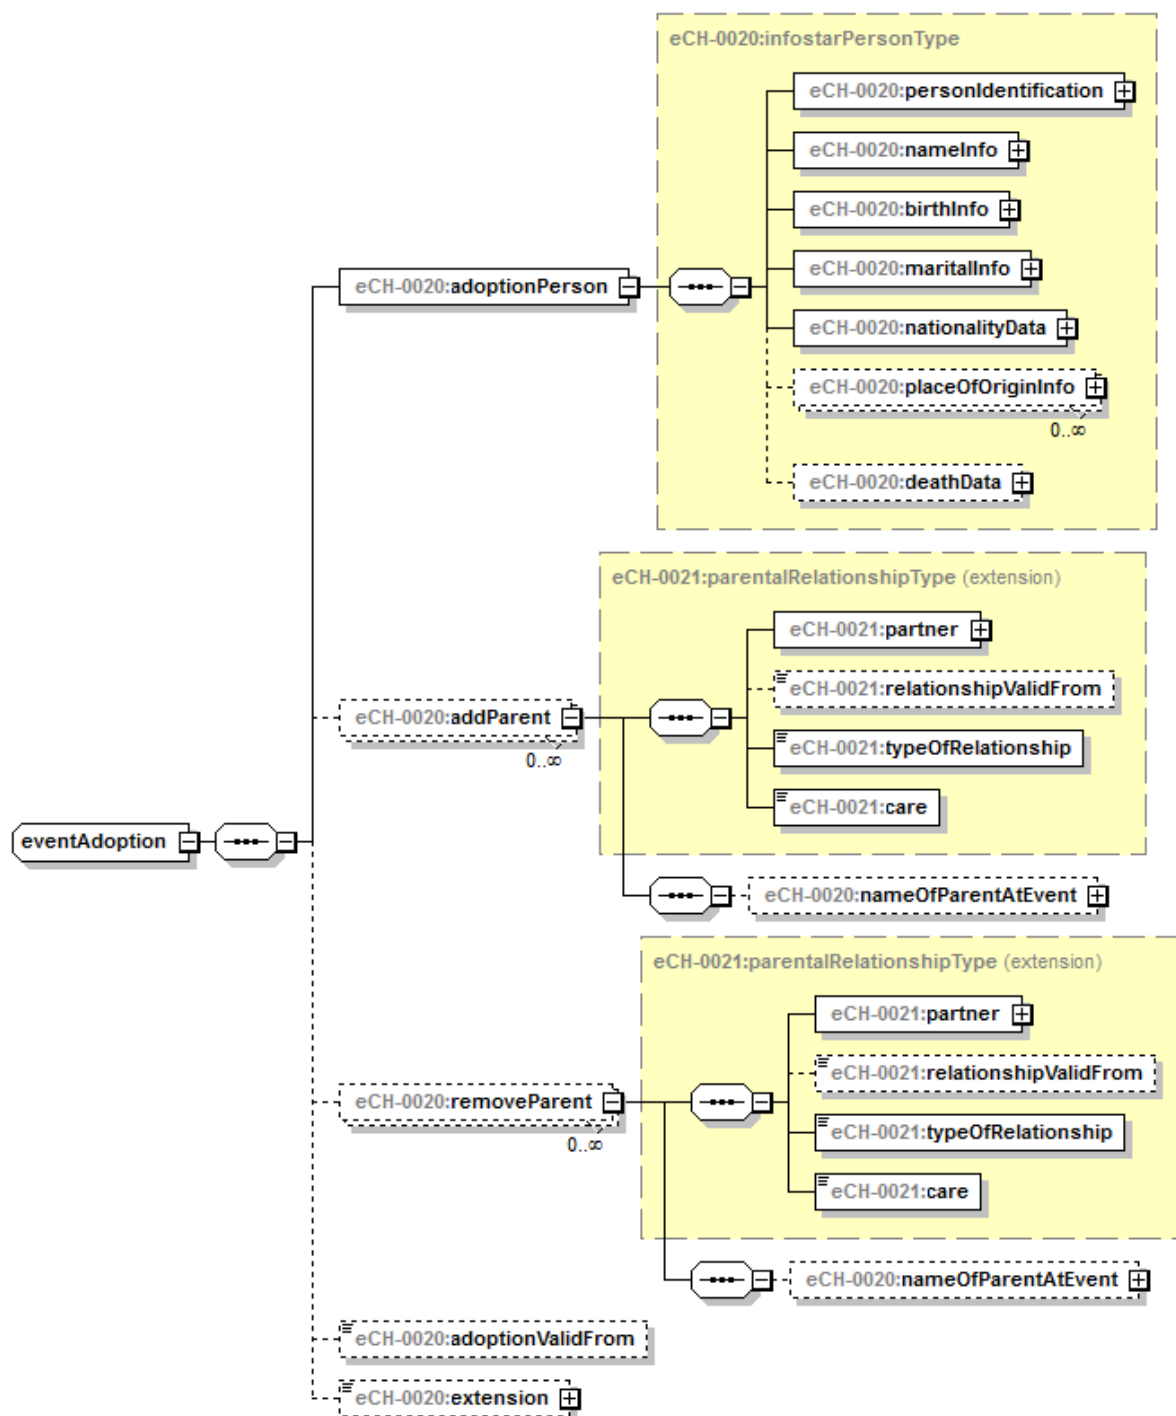 eCH-0020:infostarPersonType
eCH-0020:personIdentification
eCH-0020:nameInfo
eCH-0020:birthInfo
eCH-0020:maritalInfo
eCH-0020:adoptionPerson
eCH-0020:nationalityData
eCH-0020:placeOfOriginInfo
0..∞
eCH-0020:deathData
eCH-0021:parentalRelationshipType (extension)
eCH-0021:partner
eCH-0021:relationshipValidFrom
eCH-0020:addParent
0..∞
eCH-0021:typeOfRelationship
eCH-0021:care
eventAdoption
eCH-0020:nameOfParentAtEvent
eCH-0021:parentalRelationshipType (extension)
eCH-0021:partner
eCH-0021:relationshipValidFrom
eCH-0020:removeParent
0..∞
eCH-0021:typeOfRelationship
eCH-0021:care
eCH-0020:nameOfParentAtEvent
eCH-0020:adoptionValidFrom
eCH-0020:extension